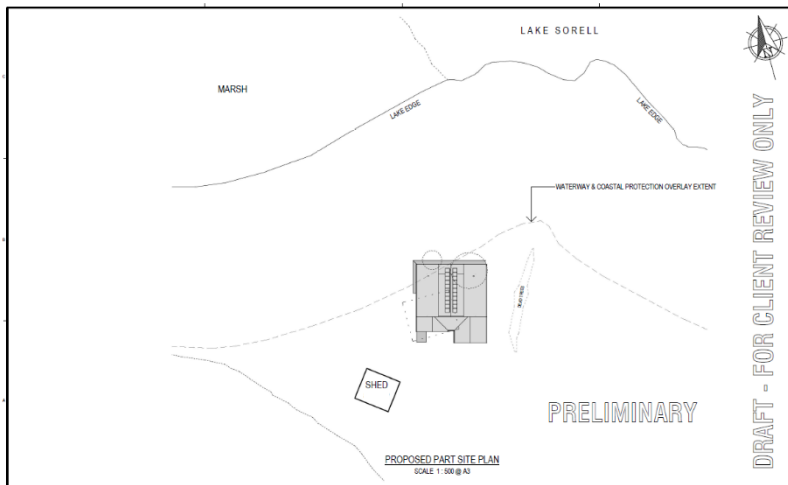 LAKE SORELL
MARSH
LAKE EDGE
LAKE EDGE
WATERWAY & COASTAL PROTECTION OVERLAY EXTENT
SHED
PRELIMINARY
PROPOSED PART SITE PLAN
SCALE 1 : 500 @ A3
DRAFT - FOR CLIENT REVIEW ONLY